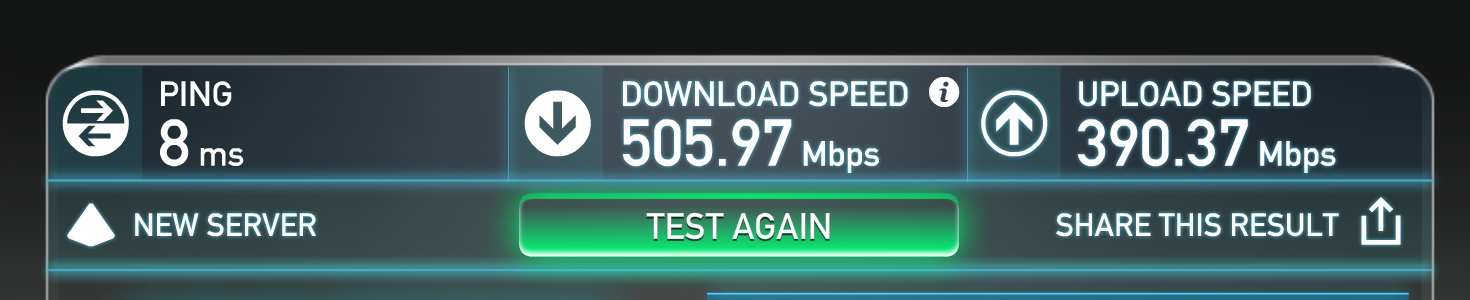 PING
8 ms
DOWNLOAD SPEED i
505.97 Mbps
UPLOAD SPEED
390.37 Mbps
NEW SERVER
TEST AGAIN
SHARE THIS RESULT